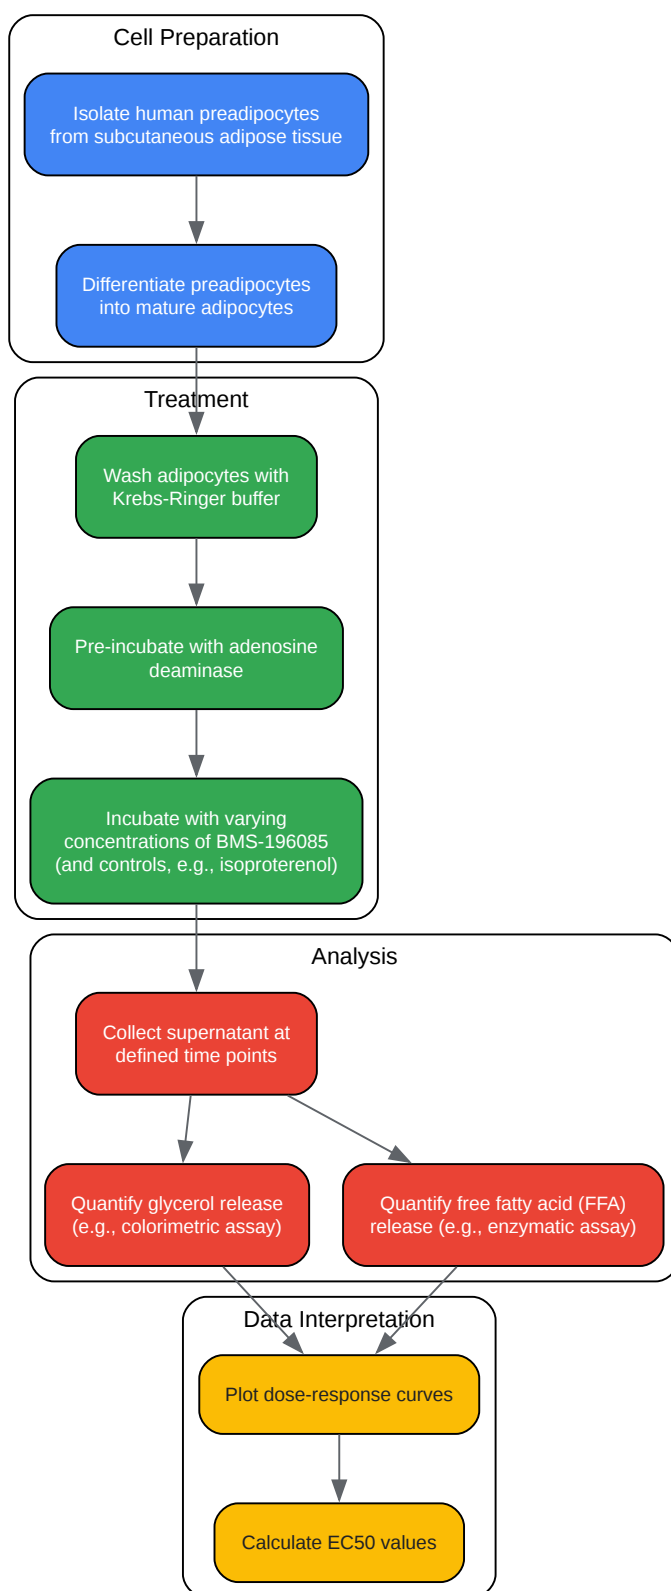 Cell Preparation
Isolate human preadipocytes
from subcutaneous adipose tissue
Differentiate preadipocytes
into mature adipocytes
Treatment
Wash adipocytes with
Krebs-Ringer buffer
Pre-incubate with adenosine
deaminase
Incubate with varying
concentrations of BMS-196085
(and controls, e.g., isoproterenol)
Analysis
Collect supernatant at
defined time points
Quantify glycerol release
(e.g., colorimetric assay)
Quantify free fatty acid (FFA)
release (e.g., enzymatic assay)
Data Interpretation
Plot dose-response curves
Calculate EC50 values